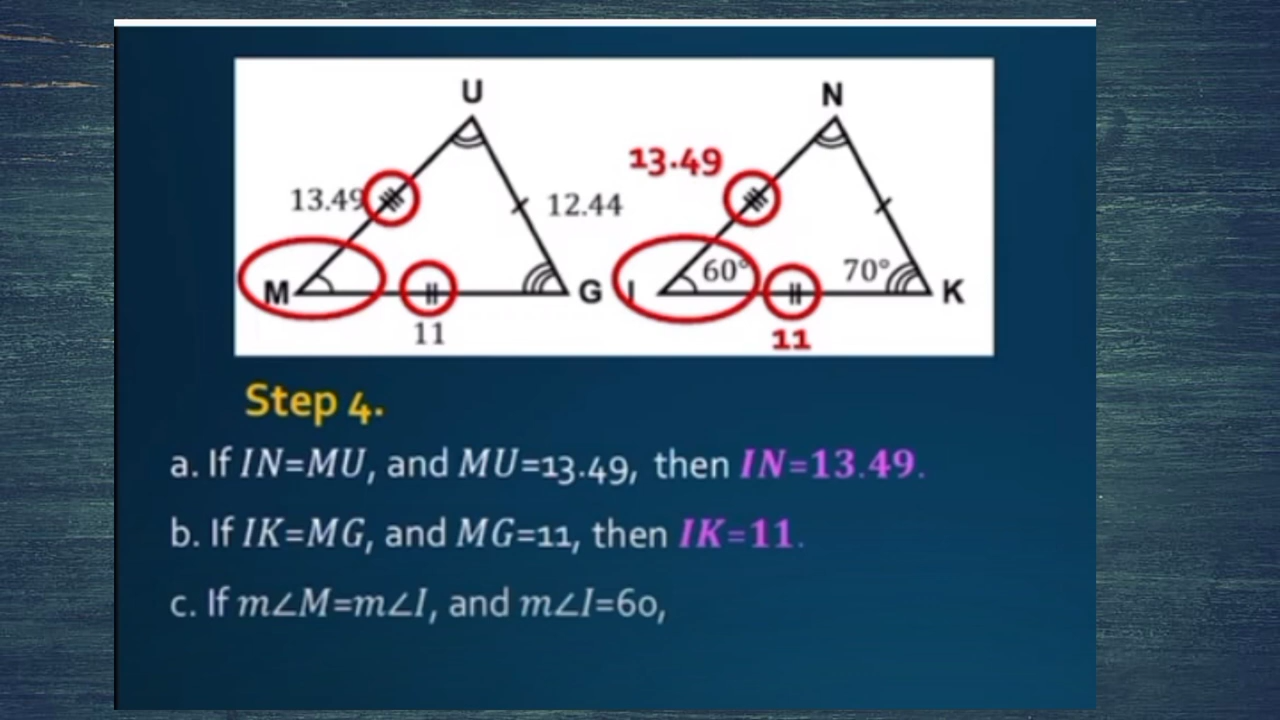 U
N
13.49
13.49
12.44
M
G
I
60°
70°
K
11
11
Step 4.
a. If IN=MU, and MU=13.49, then IN=13.49.
b. If IK=MG, and MG=11, then IK=11.
c. If m∠M=m∠I, and m∠I=60,